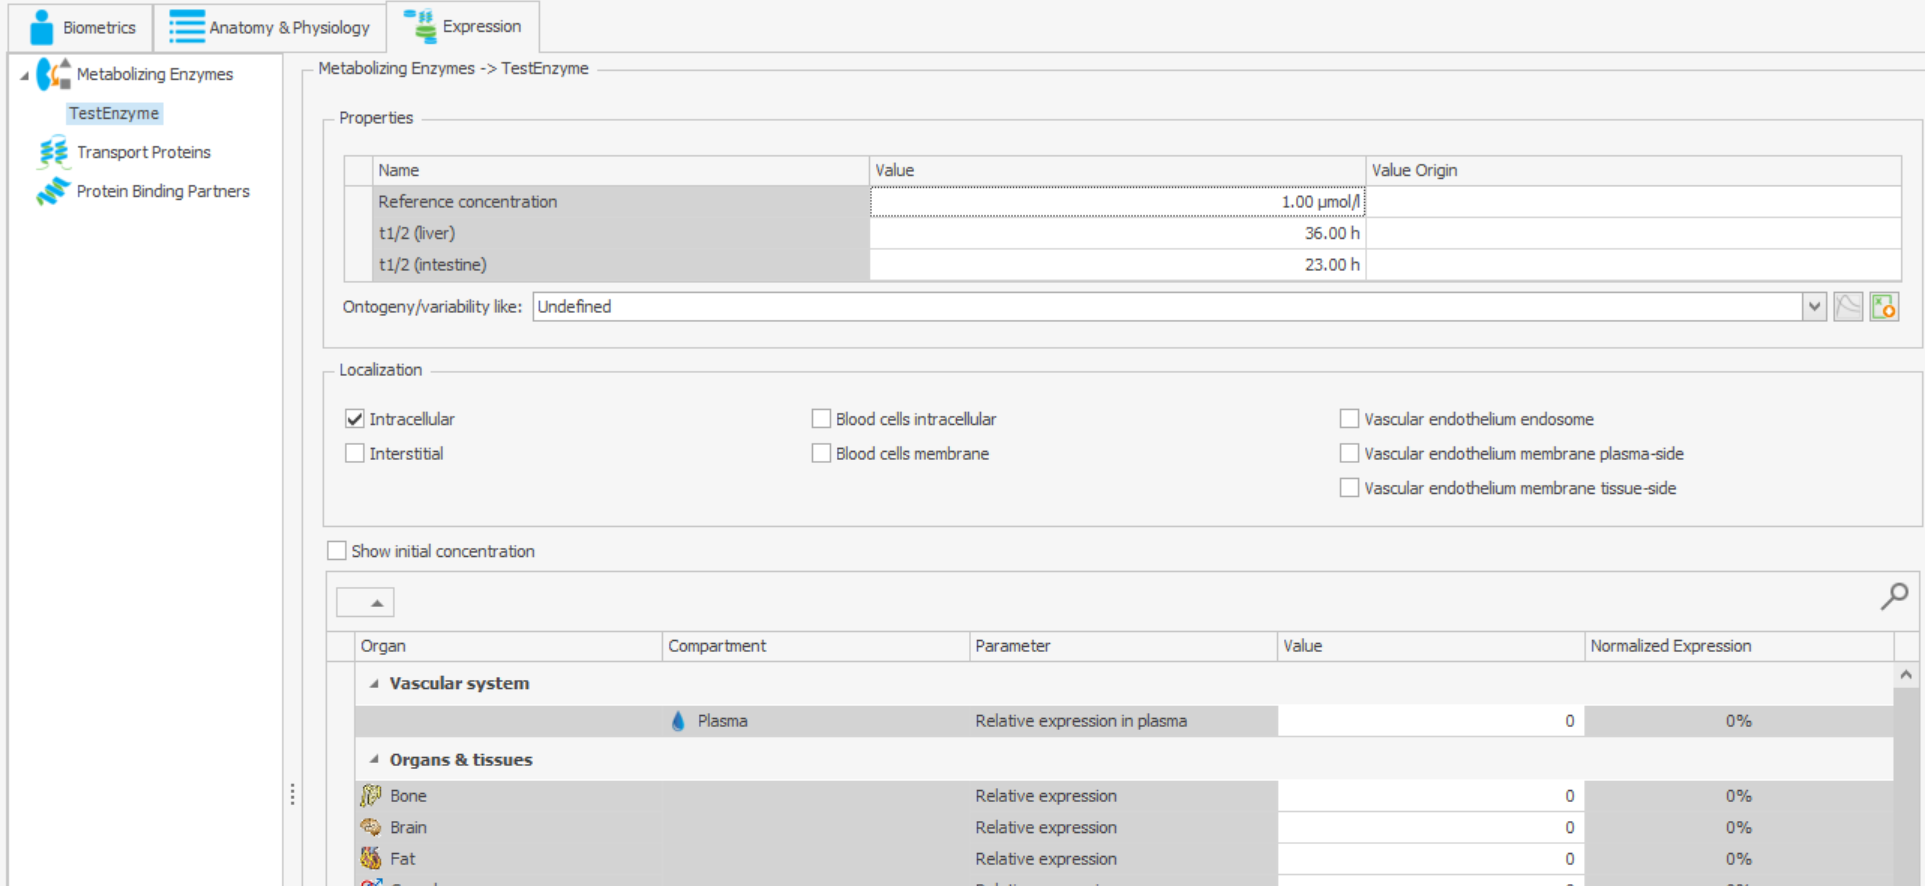 Biometrics Anatomy & Physiology Expression
Metabolizing Enzymes
TestEnzyme
Transport Proteins
Protein Binding Partners
Metabolizing Enzymes -> TestEnzyme
Properties
Name Value Value Origin
Reference concentration 1.00 µmol/l
t1/2 (liver) 36.00 h
t1/2 (intestine) 23.00 h
Ontogeny/variability like: Undefined
Localization
Intracellular Blood cells intracellular Vascular endothelium endosome
Interstitial Blood cells membrane Vascular endothelium membrane plasma-side
Vascular endothelium membrane tissue-side
Show initial concentration
Organ Compartment Parameter Value Normalized Expression
Vascular system
Plasma Relative expression in plasma 0 0%
Organs & tissues
Bone Relative expression 0 0%
Brain Relative expression 0 0%
Fat Relative expression 0 0%